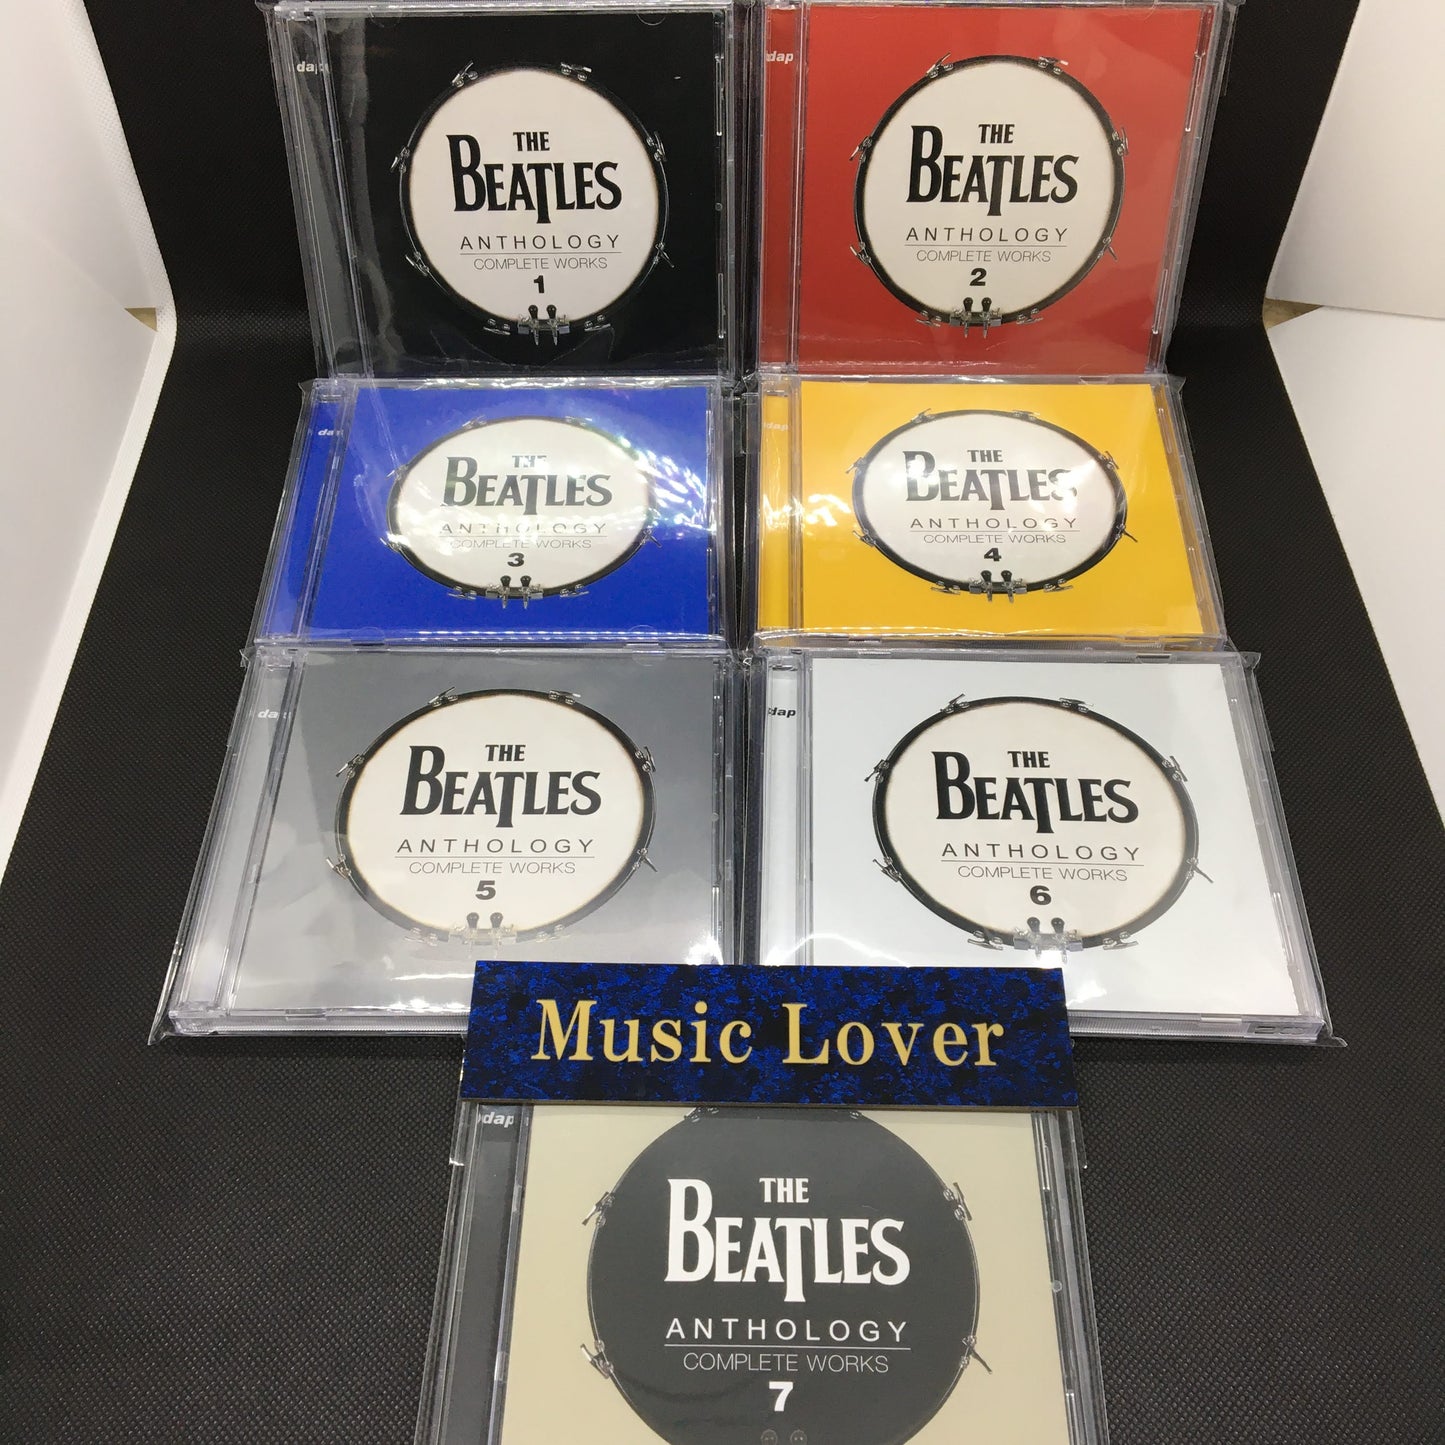 dap
THE
BEATLES
ANTHOLOGY
COMPLETE WORKS
1
dap
THE
BEATLES
ANTHOLOGY
COMPLETE WORKS
2
dap
THE
BEATLES
ANTHOLOGY
COMPLETE WORKS
3
dap
THE
BEATLES
ANTHOLOGY
COMPLETE WORKS
4
da
THE
BEATLES
ANTHOLOGY
COMPLETE WORKS
5
dap
THE
BEATLES
ANTHOLOGY
COMPLETE WORKS
6
Music Lover
dap
THE
BEATLES
ANTHOLOGY
COMPLETE WORKS
7